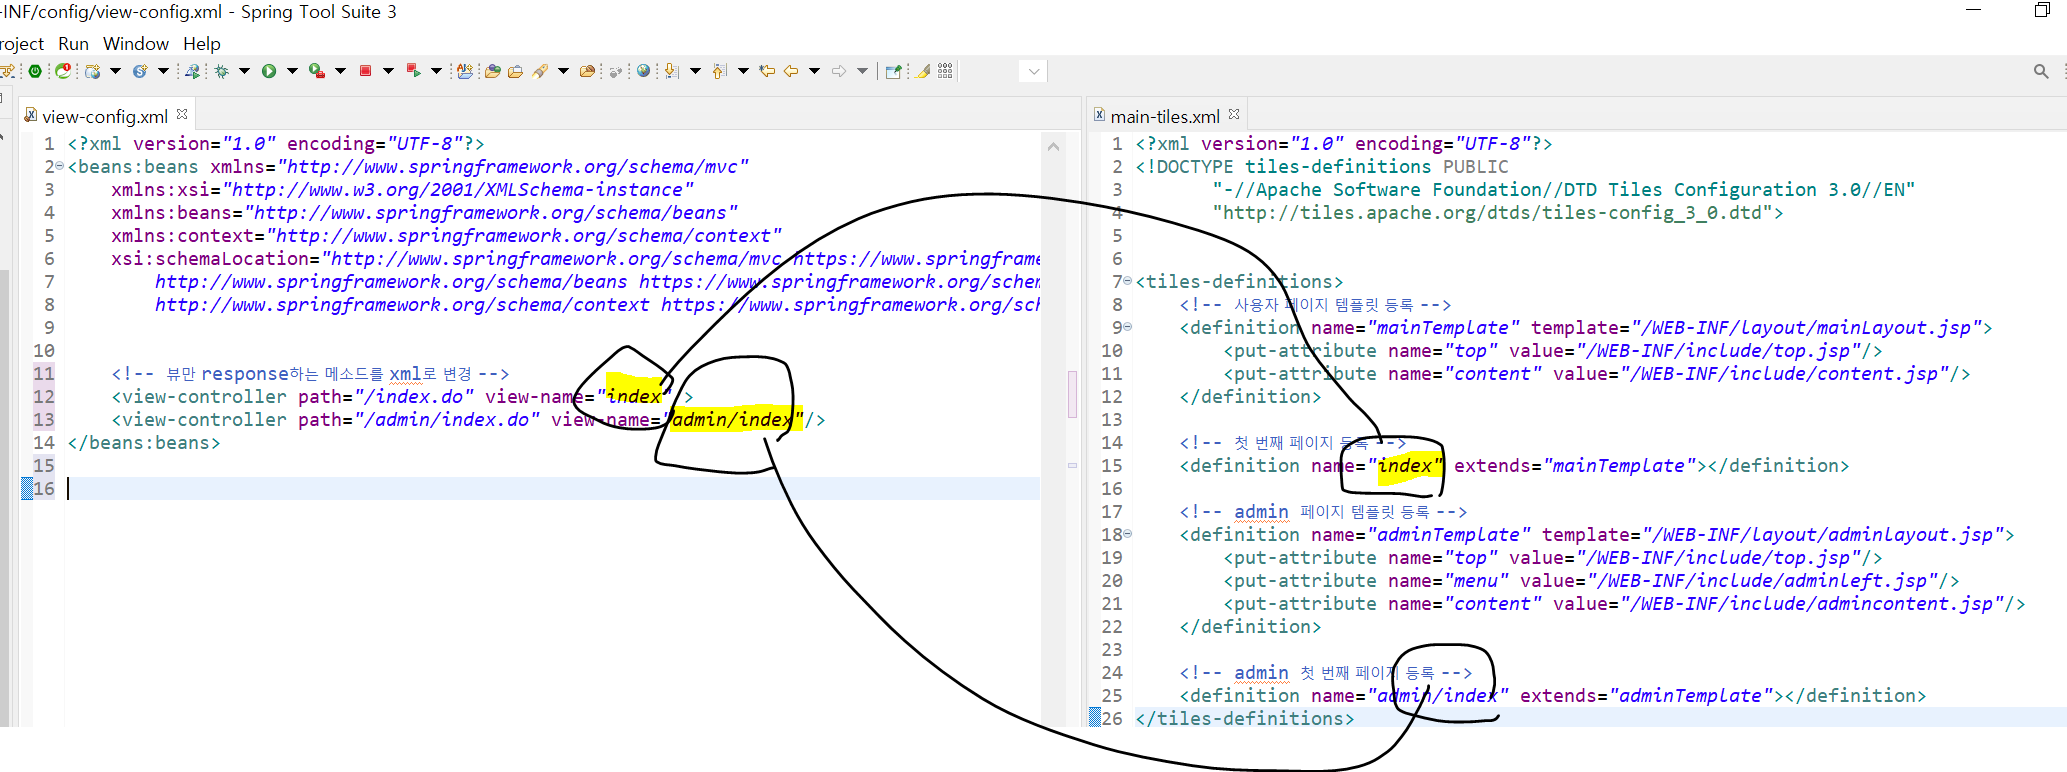 -INF/config/view-config.xml - Spring Tool Suite 3
roject Run Window Help
view-config.xml
1 <?xml version="1.0" encoding="UTF-8"?>
2 <beans:beans xmlns="http://www.springframework.org/schema/mvc"
3 xmlns:xsi="http://www.w3.org/2001/XMLSchema-instance"
4 xmlns:beans="http://www.springframework.org/schema/beans"
5 xmlns:context="http://www.springframework.org/schema/context"
6 xsi:schemaLocation="http://www.springframework.org/schema/mvc https://www.springframe
7 http://www.springframework.org/schema/beans https://www.springframework.org/schem
8 http://www.springframework.org/schema/context https://www.springframework.org/sch
9
10
11 <!-- 뷰만 response하는 메소드를 xml로 변경 -->
12 <view-controller path="/index.do" view-name="index" >
13 <view-controller path="/admin/index.do" view-name="admin/index"/>
14 </beans:beans>
15
16
main-tiles.xml
1 <?xml version="1.0" encoding="UTF-8"?>
2 <!DOCTYPE tiles-definitions PUBLIC
3 "-//Apache Software Foundation//DTD Tiles Configuration 3.0//EN"
4 "http://tiles.apache.org/dtds/tiles-config_3_0.dtd">
5
6
7 <tiles-definitions>
8 <!-- 사용자 페이지 템플릿 등록 -->
9 <definition name="mainTemplate" template="/WEB-INF/layout/mainLayout.jsp">
10 <put-attribute name="top" value="/WEB-INF/include/top.jsp"/>
11 <put-attribute name="content" value="/WEB-INF/include/content.jsp"/>
12 </definition>
13
14 <!-- 첫 번째 페이지 등록 -->
15 <definition name="index" extends="mainTemplate"></definition>
16
17 <!-- admin 페이지 템플릿 등록 -->
18 <definition name="adminTemplate" template="/WEB-INF/layout/adminlayout.jsp">
19 <put-attribute name="top" value="/WEB-INF/include/top.jsp"/>
20 <put-attribute name="menu" value="/WEB-INF/include/adminleft.jsp"/>
21 <put-attribute name="content" value="/WEB-INF/include/admincontent.jsp"/>
22 </definition>
23
24 <!-- admin 첫 번째 페이지 등록 -->
25 <definition name="admin/index" extends="adminTemplate"></definition>
26 </tiles-definitions>